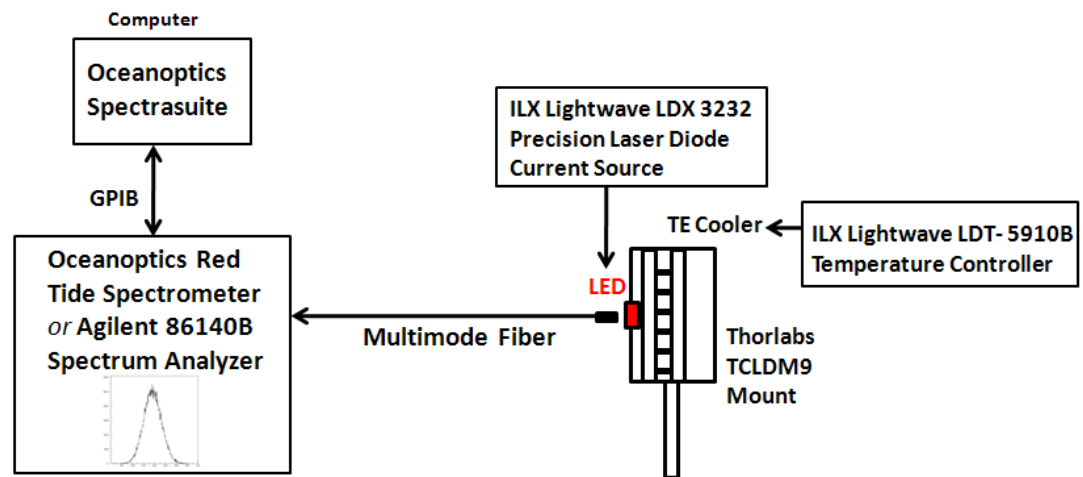 Computer
Oceanoptics
Spectrasuite
GPIB
Oceanoptics Red
Tide Spectrometer
or Agilent 86140B
Spectrum Analyzer
Multimode Fiber
ILX Lightwave LDX 3232
Precision Laser Diode
Current Source
LED
TE Cooler
ILX Lightwave LDT- 5910B
Temperature Controller
Thorlabs
TCLDM9
Mount